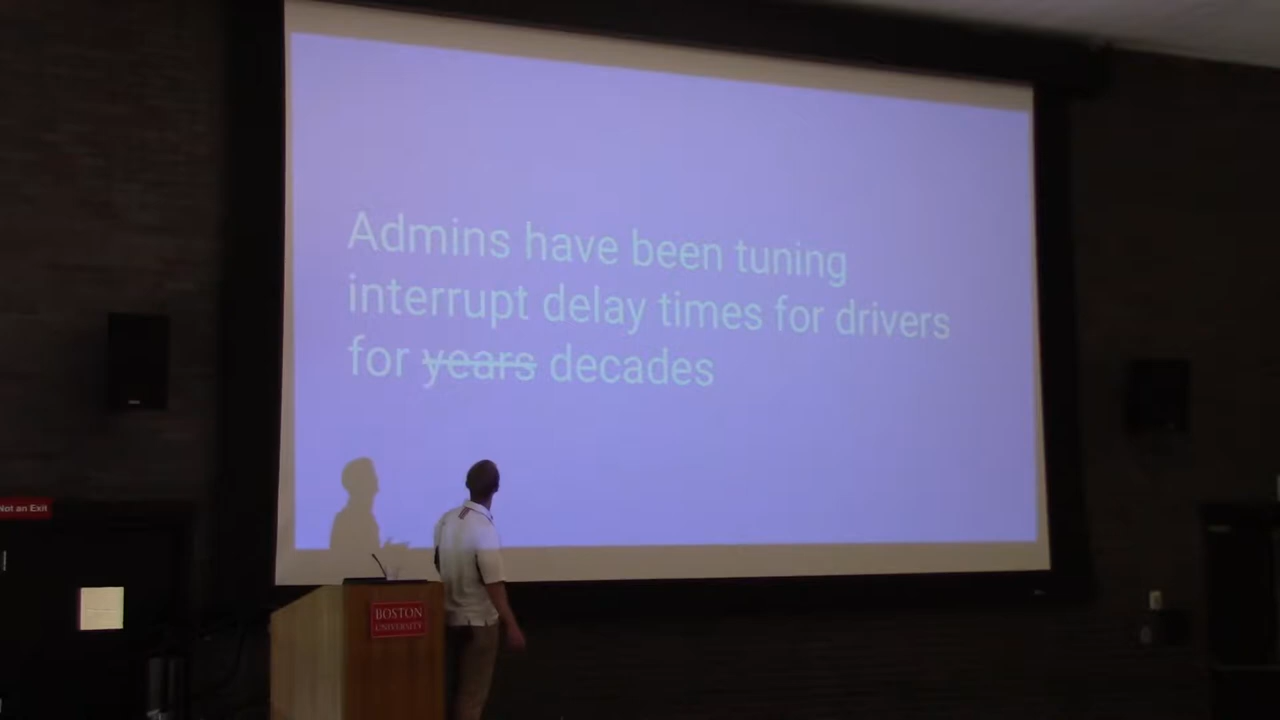 Admins have been tuning
interrupt delay times for drivers
for years decades
Not an Exit
BOSTON
UNIVERSITY